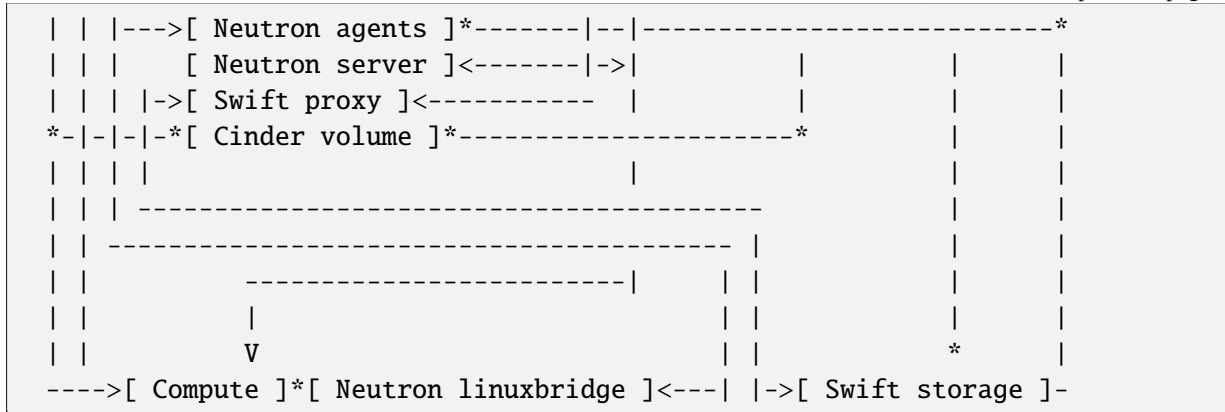 | | |--->[ Neutron agents ]*-------|--|---------------------------*
| | |    [ Neutron server ]<-------|->|           |         |      |
| | | |->[ Swift proxy ]<-----------  |           |         |      |
*-|-|-|-*[ Cinder volume ]*----------------------*         |      |
| | | |                                |                   |      |
| | | -----------------------------------------            |      |
| | ----------------------------------------- |            |      |
| |          -------------------------|     | |            |      |
| |          |                              | |            |      |
| |          V                              | |            *      |
---->[ Compute ]*[ Neutron linuxbridge ]<---| |->[ Swift storage ]-